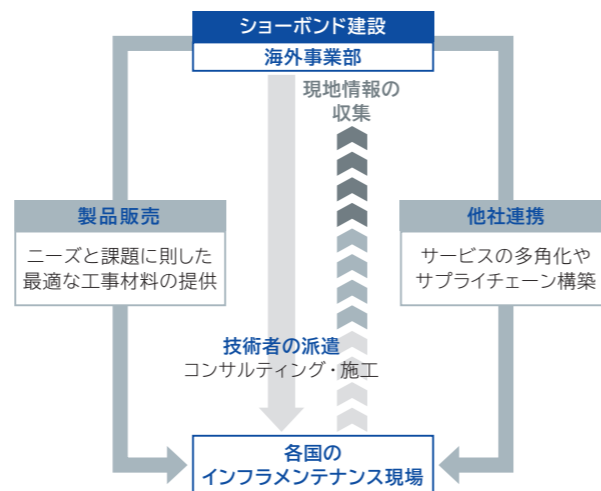 ショーボンド建設
海外事業部
現地情報の
収集
製品販売
ニーズと課題に則した
最適な工事材料の提供
他社連携
サービスの多角化や
サプライチェーン構築
技術者の派遣
コンサルティング・施工
各国の
インフラメンテナンス現場